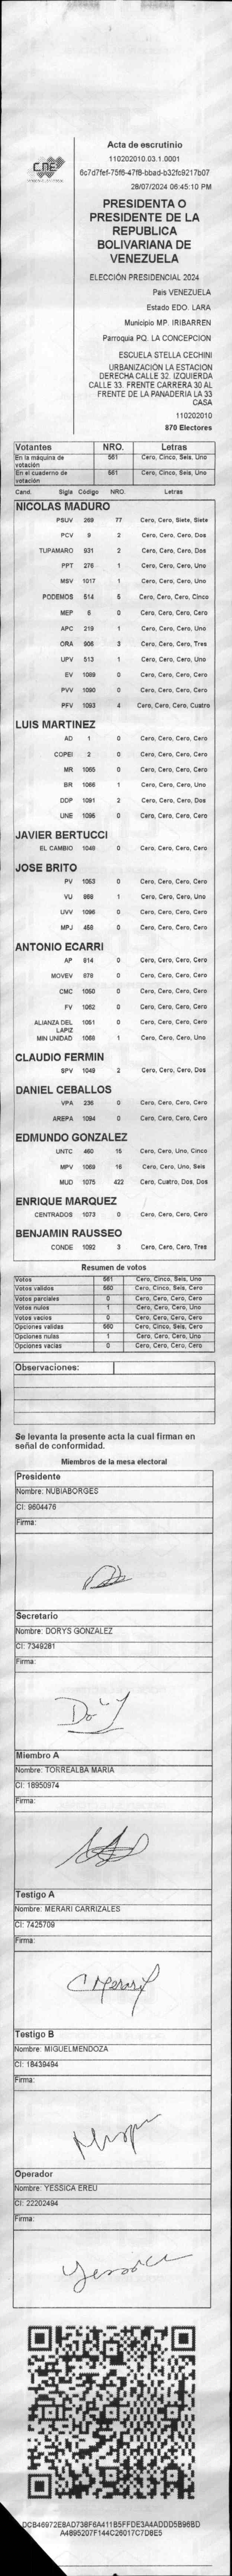 CNE
Acta de escrutinio
110202010.03.1.0001
6c7d7fef-75f6-47f8-bbad-b32fc9217b07
28/07/2024 06:45:10 PM
PRESIDENTA O
PRESIDENTE DE LA
REPUBLICA
BOLIVARIANA DE
VENEZUELA
ELECCIÓN PRESIDENCIAL 2024
Pais VENEZUELA
Estado EDO. LARA
Municipio MP. IRIBARREN
Parroquia PQ. LA CONCEPCION
ESCUELA STELLA CECHINI
URBANIZACIÓN LA ESTACION
DERECHA CALLE 32. IZQUIERDA
CALLE 33. FRENTE CARRERA 30 AL
FRENTE DE LA PANADERIA LA 33
CASA
110202010
870 Electores
Votantes NRO. Letras
En la máquina de votación 561 Cero, Cinco, Seis, Uno
En el cuaderno de votación 561 Cero, Cinco, Seis, Uno
Cand. Sigla Código NRO. Letras
NICOLAS MADURO
PSUV 269 77 Cero, Cero, Siete, Siete
PCV 9 2 Cero, Cero, Cero, Dos
TUPAMARO 931 2 Cero, Cero, Cero, Dos
PPT 276 1 Cero, Cero, Cero, Uno
MSV 1017 1 Cero, Cero, Cero, Uno
PODEMOS 514 5 Cero, Cero, Cero, Cinco
MEP 6 0 Cero, Cero, Cero, Cero
APC 219 1 Cero, Cero, Cero, Uno
ORA 906 3 Cero, Cero, Cero, Tres
UPV 513 1 Cero, Cero, Cero, Uno
EV 1089 0 Cero, Cero, Cero, Cero
PVV 1090 0 Cero, Cero, Cero, Cero
PFV 1093 4 Cero, Cero, Cero, Cuatro
LUIS MARTINEZ
AD 1 0 Cero, Cero, Cero, Cero
COPEI 2 0 Cero, Cero, Cero, Cero
MR 1065 0 Cero, Cero, Cero, Cero
BR 1066 1 Cero, Cero, Cero, Uno
DDP 1091 2 Cero, Cero, Cero, Dos
UNE 1095 0 Cero, Cero, Cero, Cero
JAVIER BERTUCCI
EL CAMBIO 1048 0 Cero, Cero, Cero, Cero
JOSE BRITO
PV 1053 0 Cero, Cero, Cero, Cero
VU 868 1 Cero, Cero, Cero, Uno
UVV 1096 0 Cero, Cero, Cero, Cero
MPJ 458 0 Cero, Cero, Cero, Cero
ANTONIO ECARRI
AP 914 0 Cero, Cero, Cero, Cero
MOVEV 678 0 Cero, Cero, Cero, Cero
CMC 1050 0 Cero, Cero, Cero, Cero
FV 1062 0 Cero, Cero, Cero, Cero
ALIANZA DEL LAPIZ 1051 0 Cero, Cero, Cero, Cero
MIN UNIDAD 1088 1 Cero, Cero, Cero, Uno
CLAUDIO FERMIN
SPV 1049 2 Cero, Cero, Cero, Dos
DANIEL CEBALLOS
VPA 236 0 Cero, Cero, Cero, Cero
AREPA 1094 0 Cero, Cero, Cero, Cero
EDMUNDO GONZALEZ
UNTC 460 15 Cero, Cero, Uno, Cinco
MPV 1069 16 Cero, Cero, Uno, Seis
MUD 1075 422 Cero, Cuatro, Dos, Dos
ENRIQUE MARQUEZ
CENTRADOS 1073 0 Cero, Cero, Cero, Cero
BENJAMIN RAUSSEO
CONDE 1092 3 Cero, Cero, Cero, Tres
Resumen de votos
Votos 561 Cero, Cinco, Seis, Uno
Votos validos 560 Cero, Cinco, Seis, Cero
Votos parciales 0 Cero, Cero, Cero, Cero
Votos nulos 1 Cero, Cero, Cero, Uno
Votos vacios 0 Cero, Cero, Cero, Cero
Opciones validas 560 Cero, Cinco, Seis, Cero
Opciones nulas 1 Cero, Cero, Cero, Uno
Opciones vacias 0 Cero, Cero, Cero, Cero
Observaciones:
Se levanta la presente acta la cual firman en
señal de conformidad.
Miembros de la mesa electoral
Presidente
Nombre: NUBIABORGES
CI: 9604476
Firma:
Secretario
Nombre: DORYS GONZALEZ
CI: 7349281
Firma:
Miembro A
Nombre: TORREALBA MARIA
CI: 18950974
Firma:
Testigo A
Nombre: MERARI CARRIZALES
CI: 7425709
Firma:
Testigo B
Nombre: MIGUELMENDOZA
CI: 18439494
Firma:
Operador
Nombre: YESSICA EREU
CI: 22202494
Firma:
DCB46972E8AD738F6A411B5FFDE3A4ADDD5B96BD
A4895207F144C26017C7D8E5